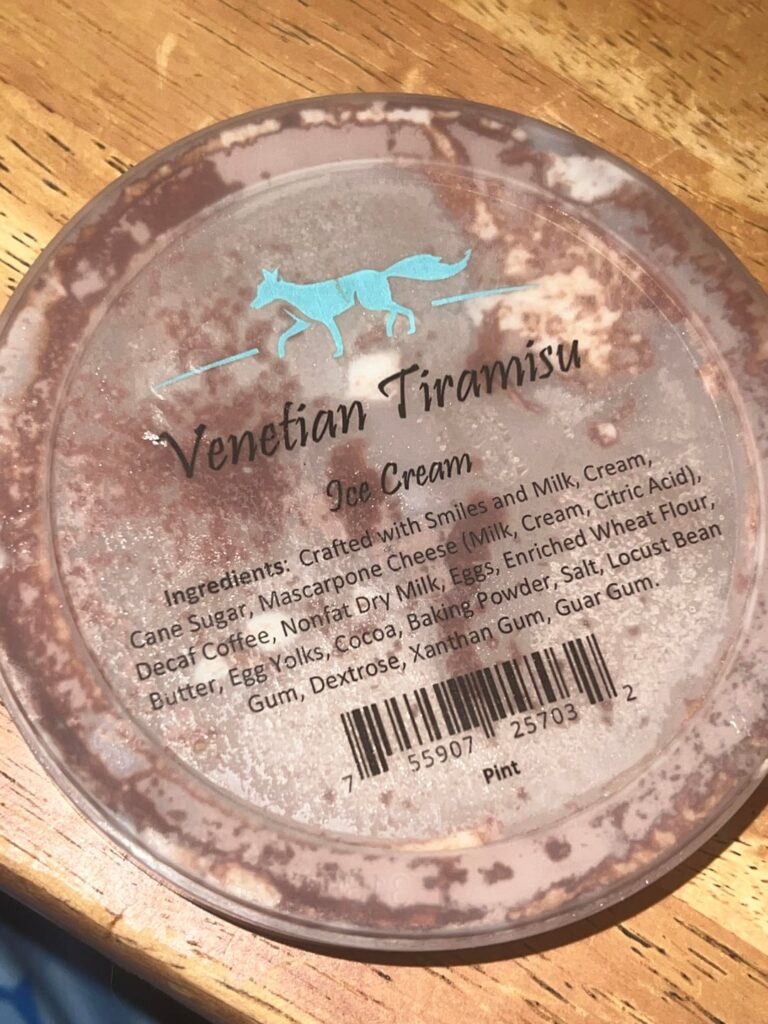 Venetian Tiramisu
Ice Cream
Ingredients: Crafted with Smiles and Milk, Cream,
Cane Sugar, Mascarpone Cheese (Milk, Cream, Citric Acid),
Decaf Coffee, Nonfat Dry Milk, Eggs, Enriched Wheat Flour,
Butter, Egg Yolks, Cocoa, Baking Powder, Salt, Locust Bean
Gum, Dextrose, Xanthan Gum, Guar Gum.
7 55907 25703 2
Pint